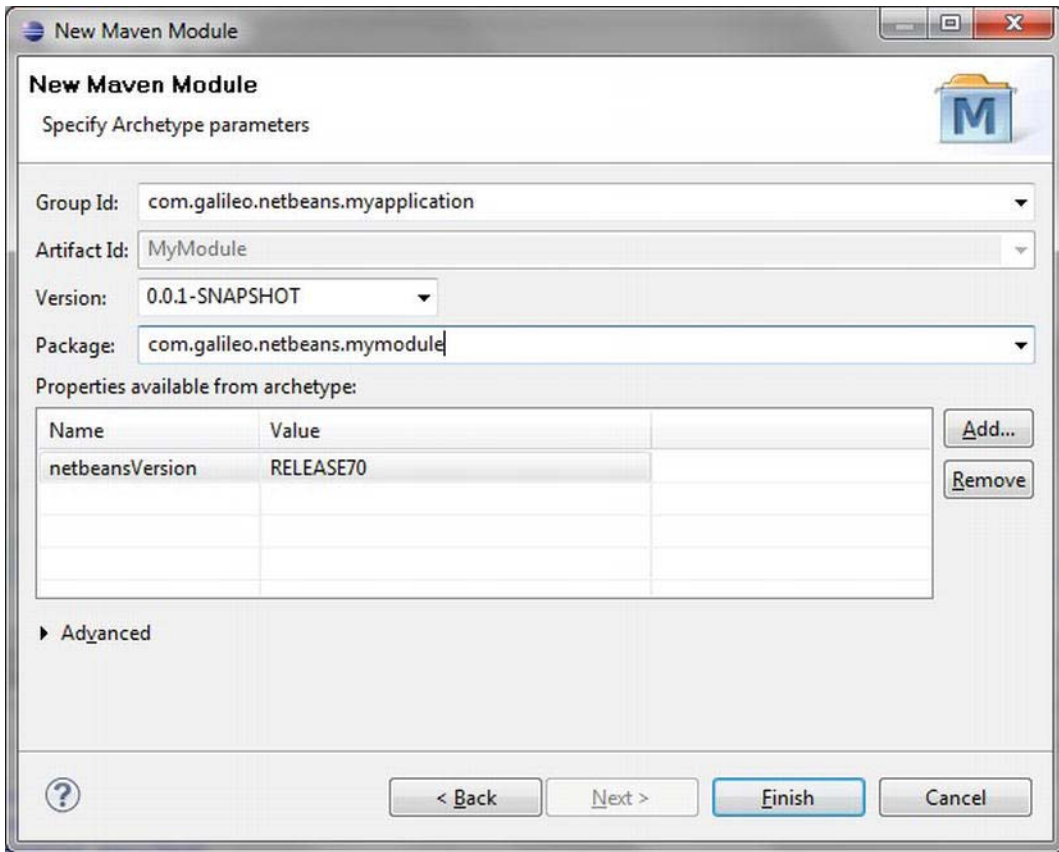 New Maven Module
New Maven Module
Specify Archetype parameters
M
Group Id: com.galileo.netbeans.myapplication
Artifact Id: MyModule
Version: 0.0.1-SNAPSHOT
Package: com.galileo.netbeans.mymodule
Properties available from archetype:
Name Value Add...
netbeansVersion RELEASE70 Remove
Advanced
? < Back Next > Finish Cancel